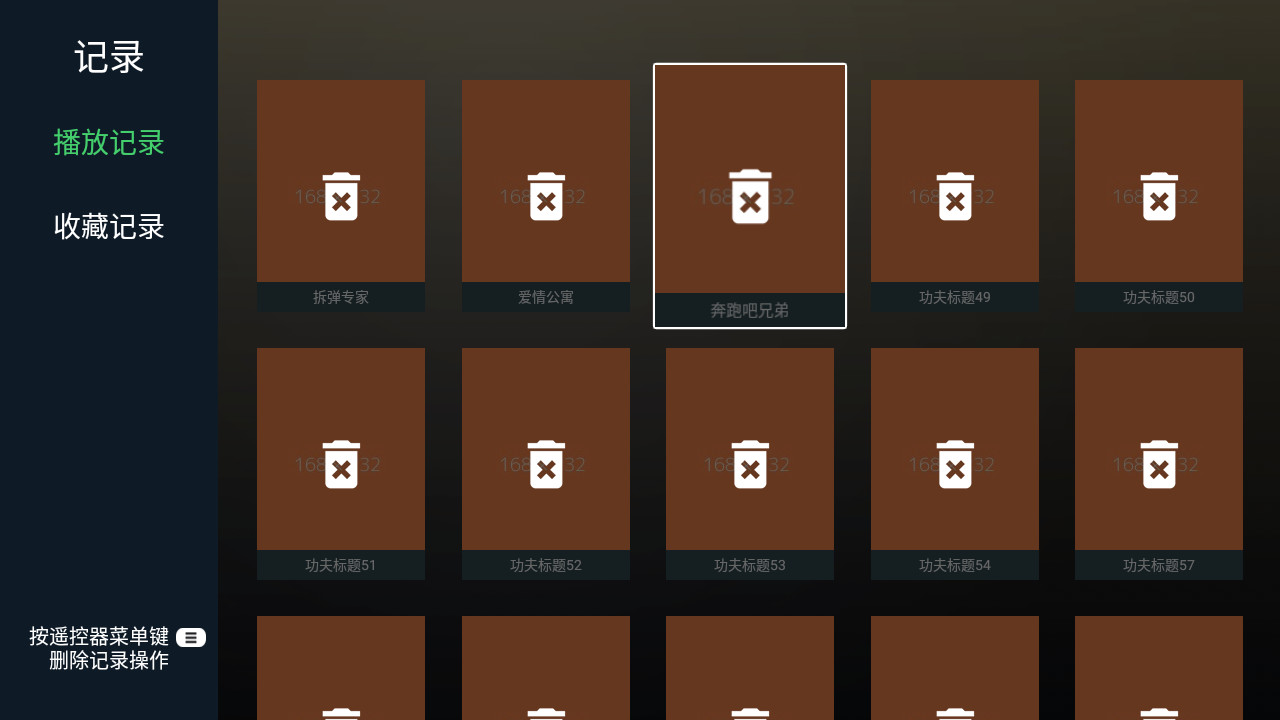 记录
播放记录
收藏记录
按遥控器菜单键
删除记录操作
168 32
168 32
168 32
168 32
168 32
拆弹专家
爱情公寓
奔跑吧兄弟
功夫标题49
功夫标题50
168 32
168 32
168 32
168 32
168 32
功夫标题51
功夫标题52
功夫标题53
功夫标题54
功夫标题57